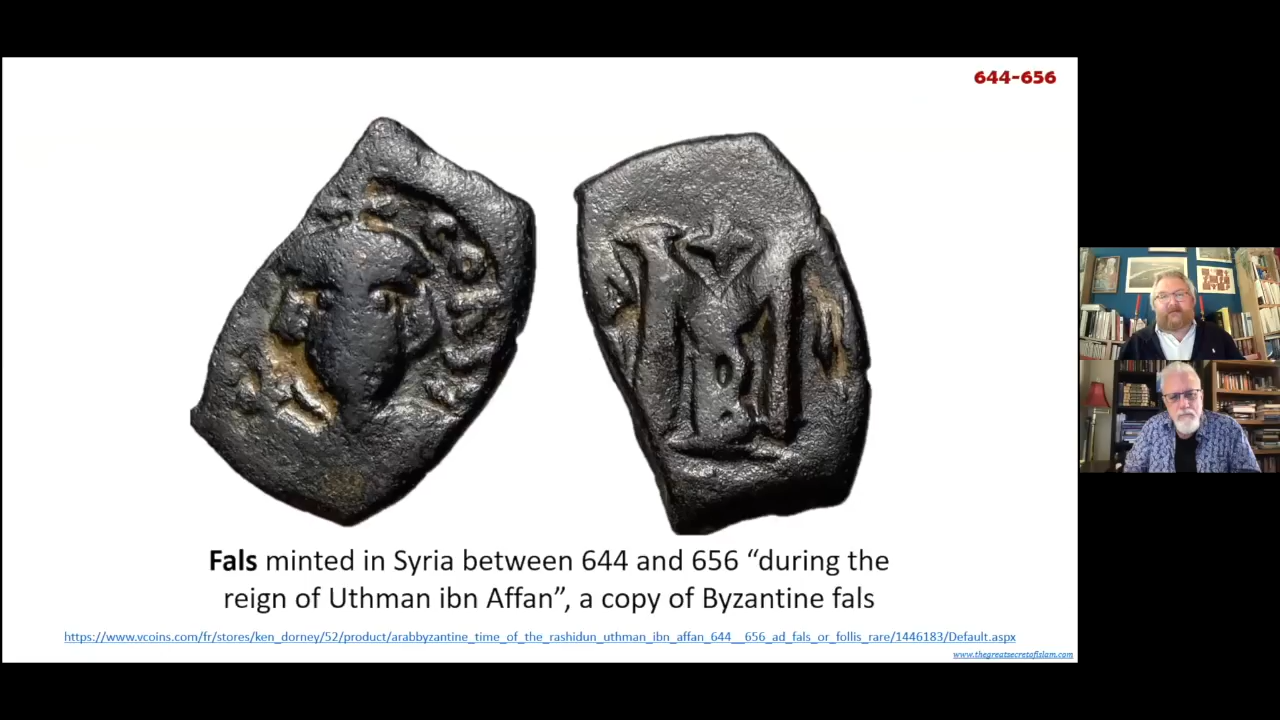 644-656
Fals minted in Syria between 644 and 656 “during the
reign of Uthman ibn Affan”, a copy of Byzantine fals
https://www.vcoins.com/fr/stores/ken_dorney/52/product/arabbyzantine_time_of_the_rashidun_uthman_ibn_affan_644__656_ad_fals_or_follis_rare/1446183/Default.aspx
www.thegreatsecretofislam.com